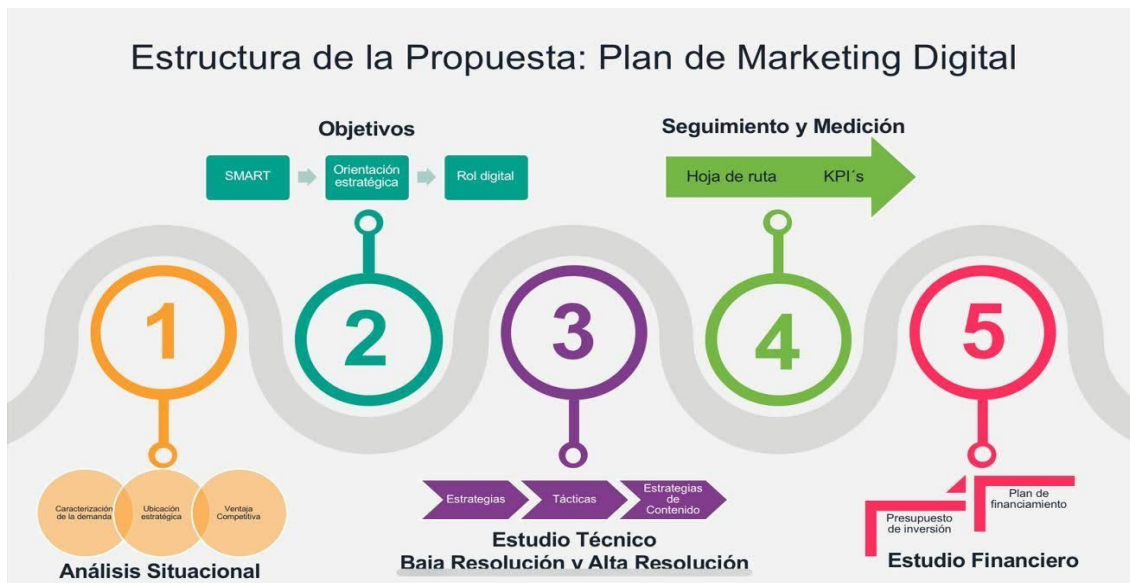 Estructura de la Propuesta: Plan de Marketing Digital
Objetivos
SMART
Orientación
estratégica
Rol digital
Seguimiento y Medición
Hoja de ruta
KPI´s
1
2
3
4
5
Caracterización
de la demanda
Ubicación
estratégica
Ventaja
Competitiva
Análisis Situacional
Estrategias
Tácticas
Estrategias
de
Contenido
Estudio Técnico
Baja Resolución y Alta Resolución
Presupuesto
de inversión
Plan de
financiamiento
Estudio Financiero